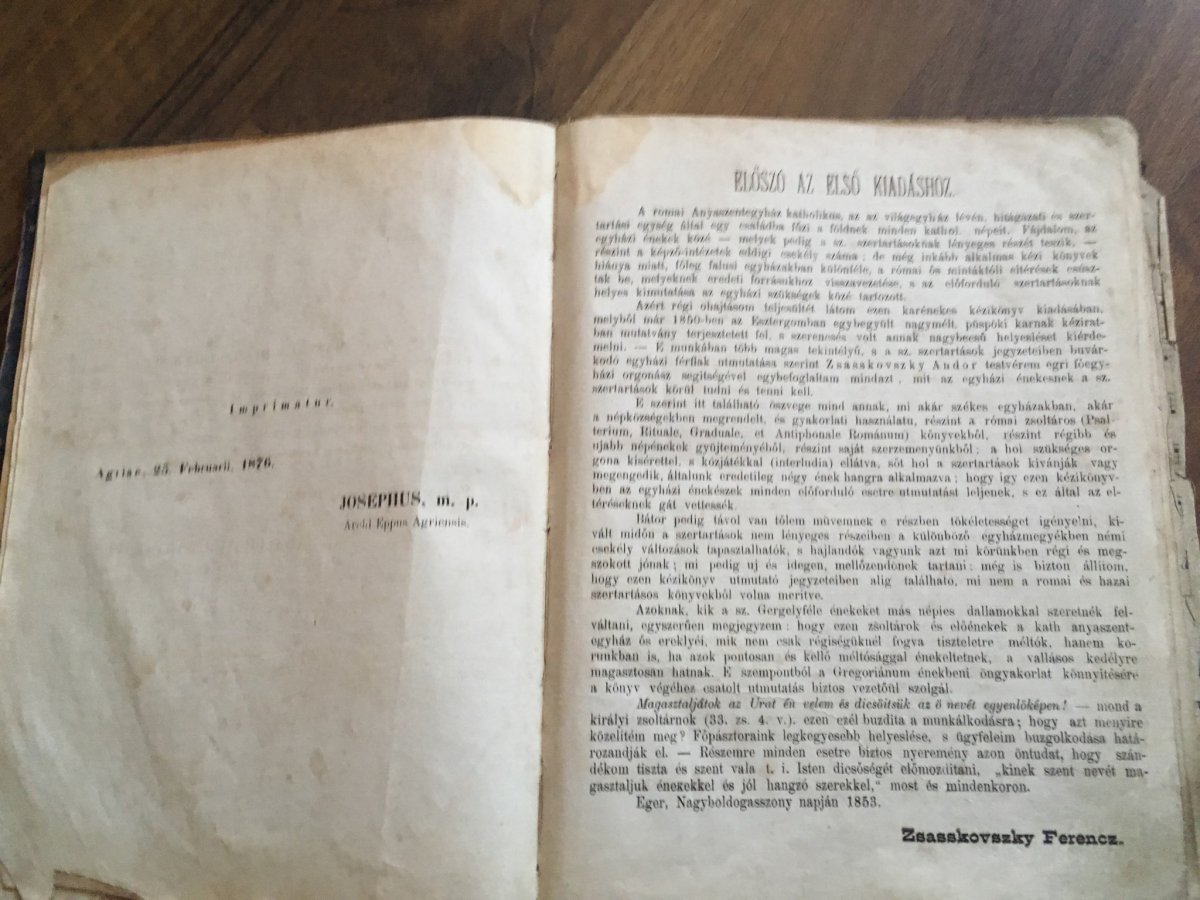 Imprimatur.
Agriae, 25. Februarii, 1876.
JOSEPHUS, m. p.
Archi Eppus Agriensis.
ELŐSZÓ AZ ELSŐ KIADÁSHOZ.
A romai Anyaszentegyház katholikus, az az világegyház lévén, hitágazati és szer-
tartási egység által egy családba fűzi a földnek minden kathol. népeit. Fájdalom, az
egyházi énekek közé — melyek pedig a sz. szertartásoknak lényeges részét teszik, —
részint a képző-intézetek eddigi csekély száma; de még inkább alkalmas kézi könyvek
hiánya miatt, főleg falusi egyházakban különféle, a római ős mintáktóli eltérések csúsz-
tak be, melyeknek eredeti forrásukhoz visszavezetése, s az előforduló szertartásoknak
helyes kimutatása az egyházi szükségek közé tartozott.
Azért régi ohajtásom teljesültét látom ezen karénekes kézikönyv kiadásában,
melyből már 1850-ben az Esztergomban egybegyült nagymélt. püspöki karnak kézirat-
ban mutatvány terjesztetett fel, s szerencsés volt annak nagybecsű helyeslését kiérde-
melni. — E munkában több magas tekintélyű, s a sz. szertartások jegyzeteiben buvár-
kodó egyházi férfiak utmutatása szerint Zsasskovszky Andor testvérem egri főegy-
házi orgonász segitségével egybefoglaltam mindazt, mit az egyházi énekesnek a sz.
szertartások körül tudni és tenni kell.
E szerint itt található öszvege mind annak, mi akár székes egyházakban, akár
a népközségekben megrendelt, és gyakorlati használatu, részint a római zsoltáros (Psal-
terium, Rituale, Graduale, et Antiphonale Románum) könyvekből, részint régibb és
ujabb népénekek gyüjteményéből, részint saját szerzeményünkből; a hol szükséges or-
gona kisérettel, s közjátékkal (interludia) ellátva, sőt hol a szertartások kivánják vagy
megengedik, általunk eredetileg négy ének hangra alkalmazva; hogy igy ezen kézikönyv-
ben az egyházi énekészek minden előforduló esetre utmutatást leljenek, s ez által az el-
téréseknek gát vettessék.
Bátor pedig távol van tőlem müvemnek e részben tökéletességet igényelni, ki-
vált midőn a szertartások nem lényeges részeiben a különböző egyházmegyékben némi
csekély változások tapasztalhatók, s hajlandók vagyunk azt mi körünkben régi és meg-
szokott jónak; mi pedig uj és idegen, mellőzendőnek tartani: még is bizton állitom,
hogy ezen kézikönyv utmutató jegyzeteiben alig található, mi nem a romai és hazai
szertartásos könyvekből volna meritve.
Azoknak, kik a sz. Gergelyféle énekeket más népies dallamokkal szeretnék fel-
váltani, egyszerűen megjegyzem: hogy ezen zsoltárok és előénekek a kath anyaszent-
egyház ős ereklyéi, mik nem csak régiségüknél fogva tiszteletre méltók, hanem ko-
runkban is, ha azok pontosan és kellő méltósággal énekeltetnek, a vallásos kedélyre
magasztosan hatnak. E szempontból a Gregoriánum énekbeni öngyakorlat könnyitésére
a könyv végéhez csatolt utmutatás biztos vezetőül szolgál.
Magasztaljátok az Urat én velem és dicsőitsük az ő nevét egyenlőképen! — mond a
királyi zsoltárnok (33. zs. 4. v.). ezen czél buzdita a munkálkodásra; hogy azt menyire
közelitém meg? Főpásztoraink legkegyesebb helyeslése, s ügyfeleim buzgolkodása hatá-
rozandják el. — Részemre minden esetre biztos nyeremény azon öntudat, hogy szán-
dékom tiszta és szent vala t. i. Isten dicsőségét előmozditani, „kinek szent nevét ma-
gasztaljuk énekekkel és jól hangzó szerekkel,“ most és mindenkoron.
Eger, Nagyboldogasszony napján 1853.
Zsasskovszky Ferencz.